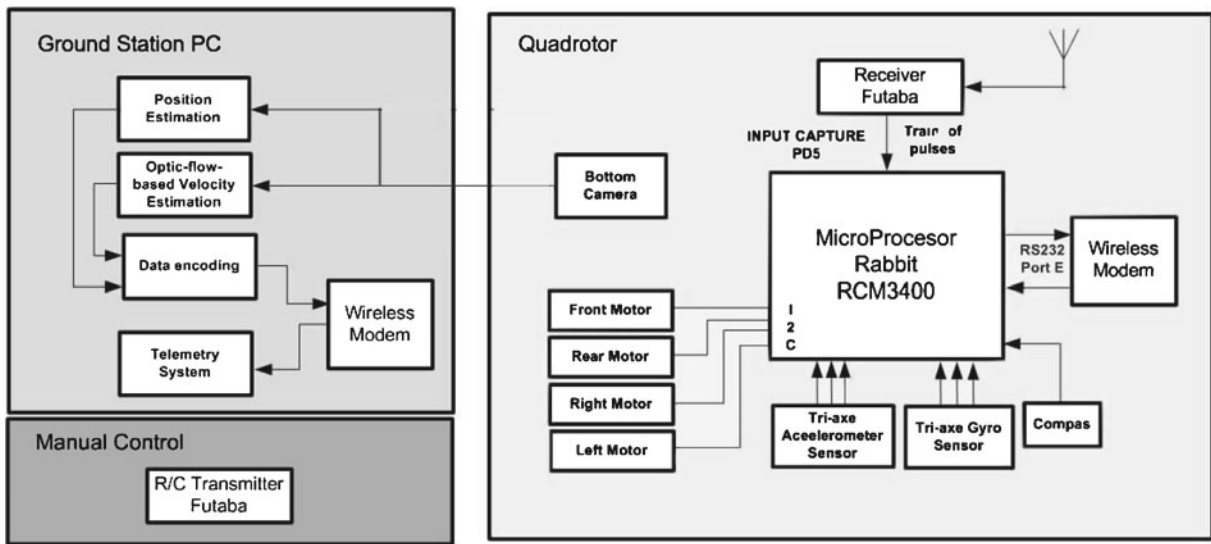 Ground Station PC
Position
Estimation
Optic-flow-
based Velocity
Estimation
Data encoding
Wireless
Modem
Telemetry
System
Manual Control
R/C Transmitter
Futaba
Quadrotor
Receiver
Futaba
INPUT CAPTURE
PD5
Train of
pulses
Bottom
Camera
MicroProcesor
Rabbit
RCM3400
RS232
Port E
Wireless
Modem
Front Motor
Rear Motor
Right Motor
Left Motor
I
2
C
Tri-axe
Acelerometer
Sensor
Tri-axe Gyro
Sensor
Compas